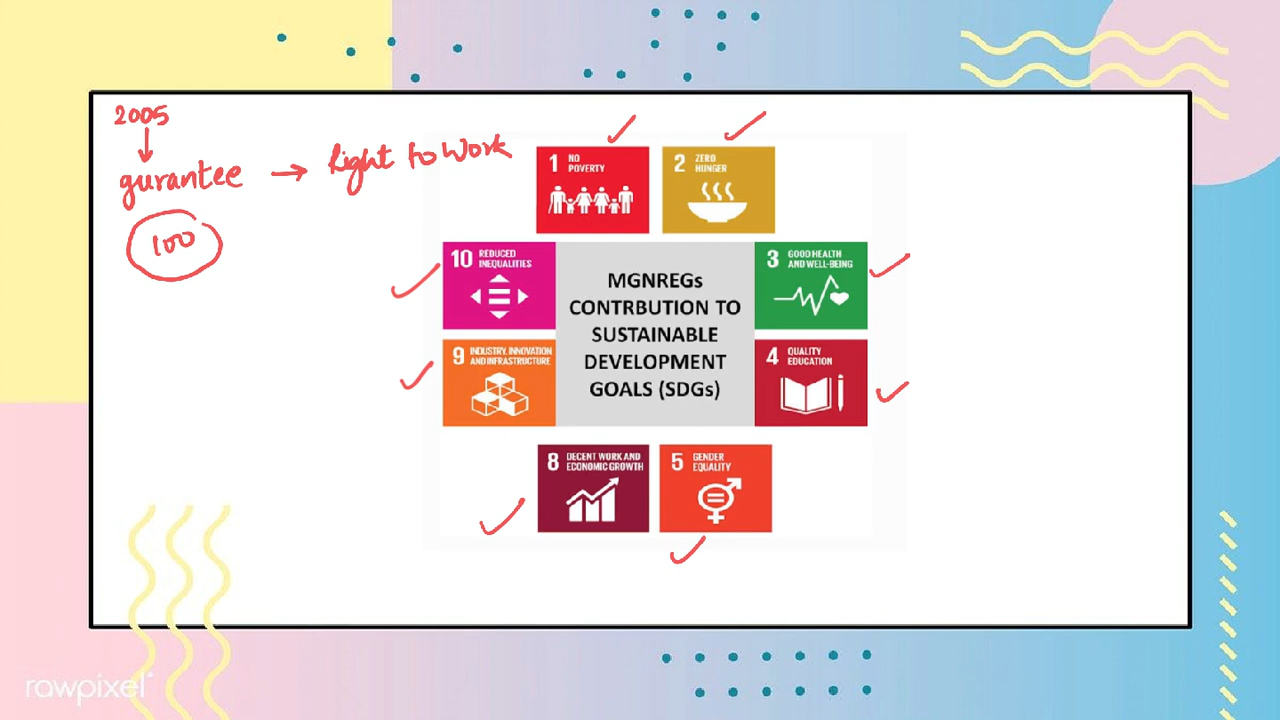 2005
gurantee → Right to Work
100
1 NO
POVERTY
2 ZERO
HUNGER
10 REDUCED
INEQUALITIES
3 GOOD HEALTH
AND WELL-BEING
MGNREGs
CONTRBUTION TO
SUSTAINABLE
DEVELOPMENT
GOALS (SDGs)
9 INDUSTRY, INNOVATION
AND INFRASTRUCTURE
4 QUALITY
EDUCATION
8 DECENT WORK AND
ECONOMIC GROWTH
5 GENDER
EQUALITY
rawpixel